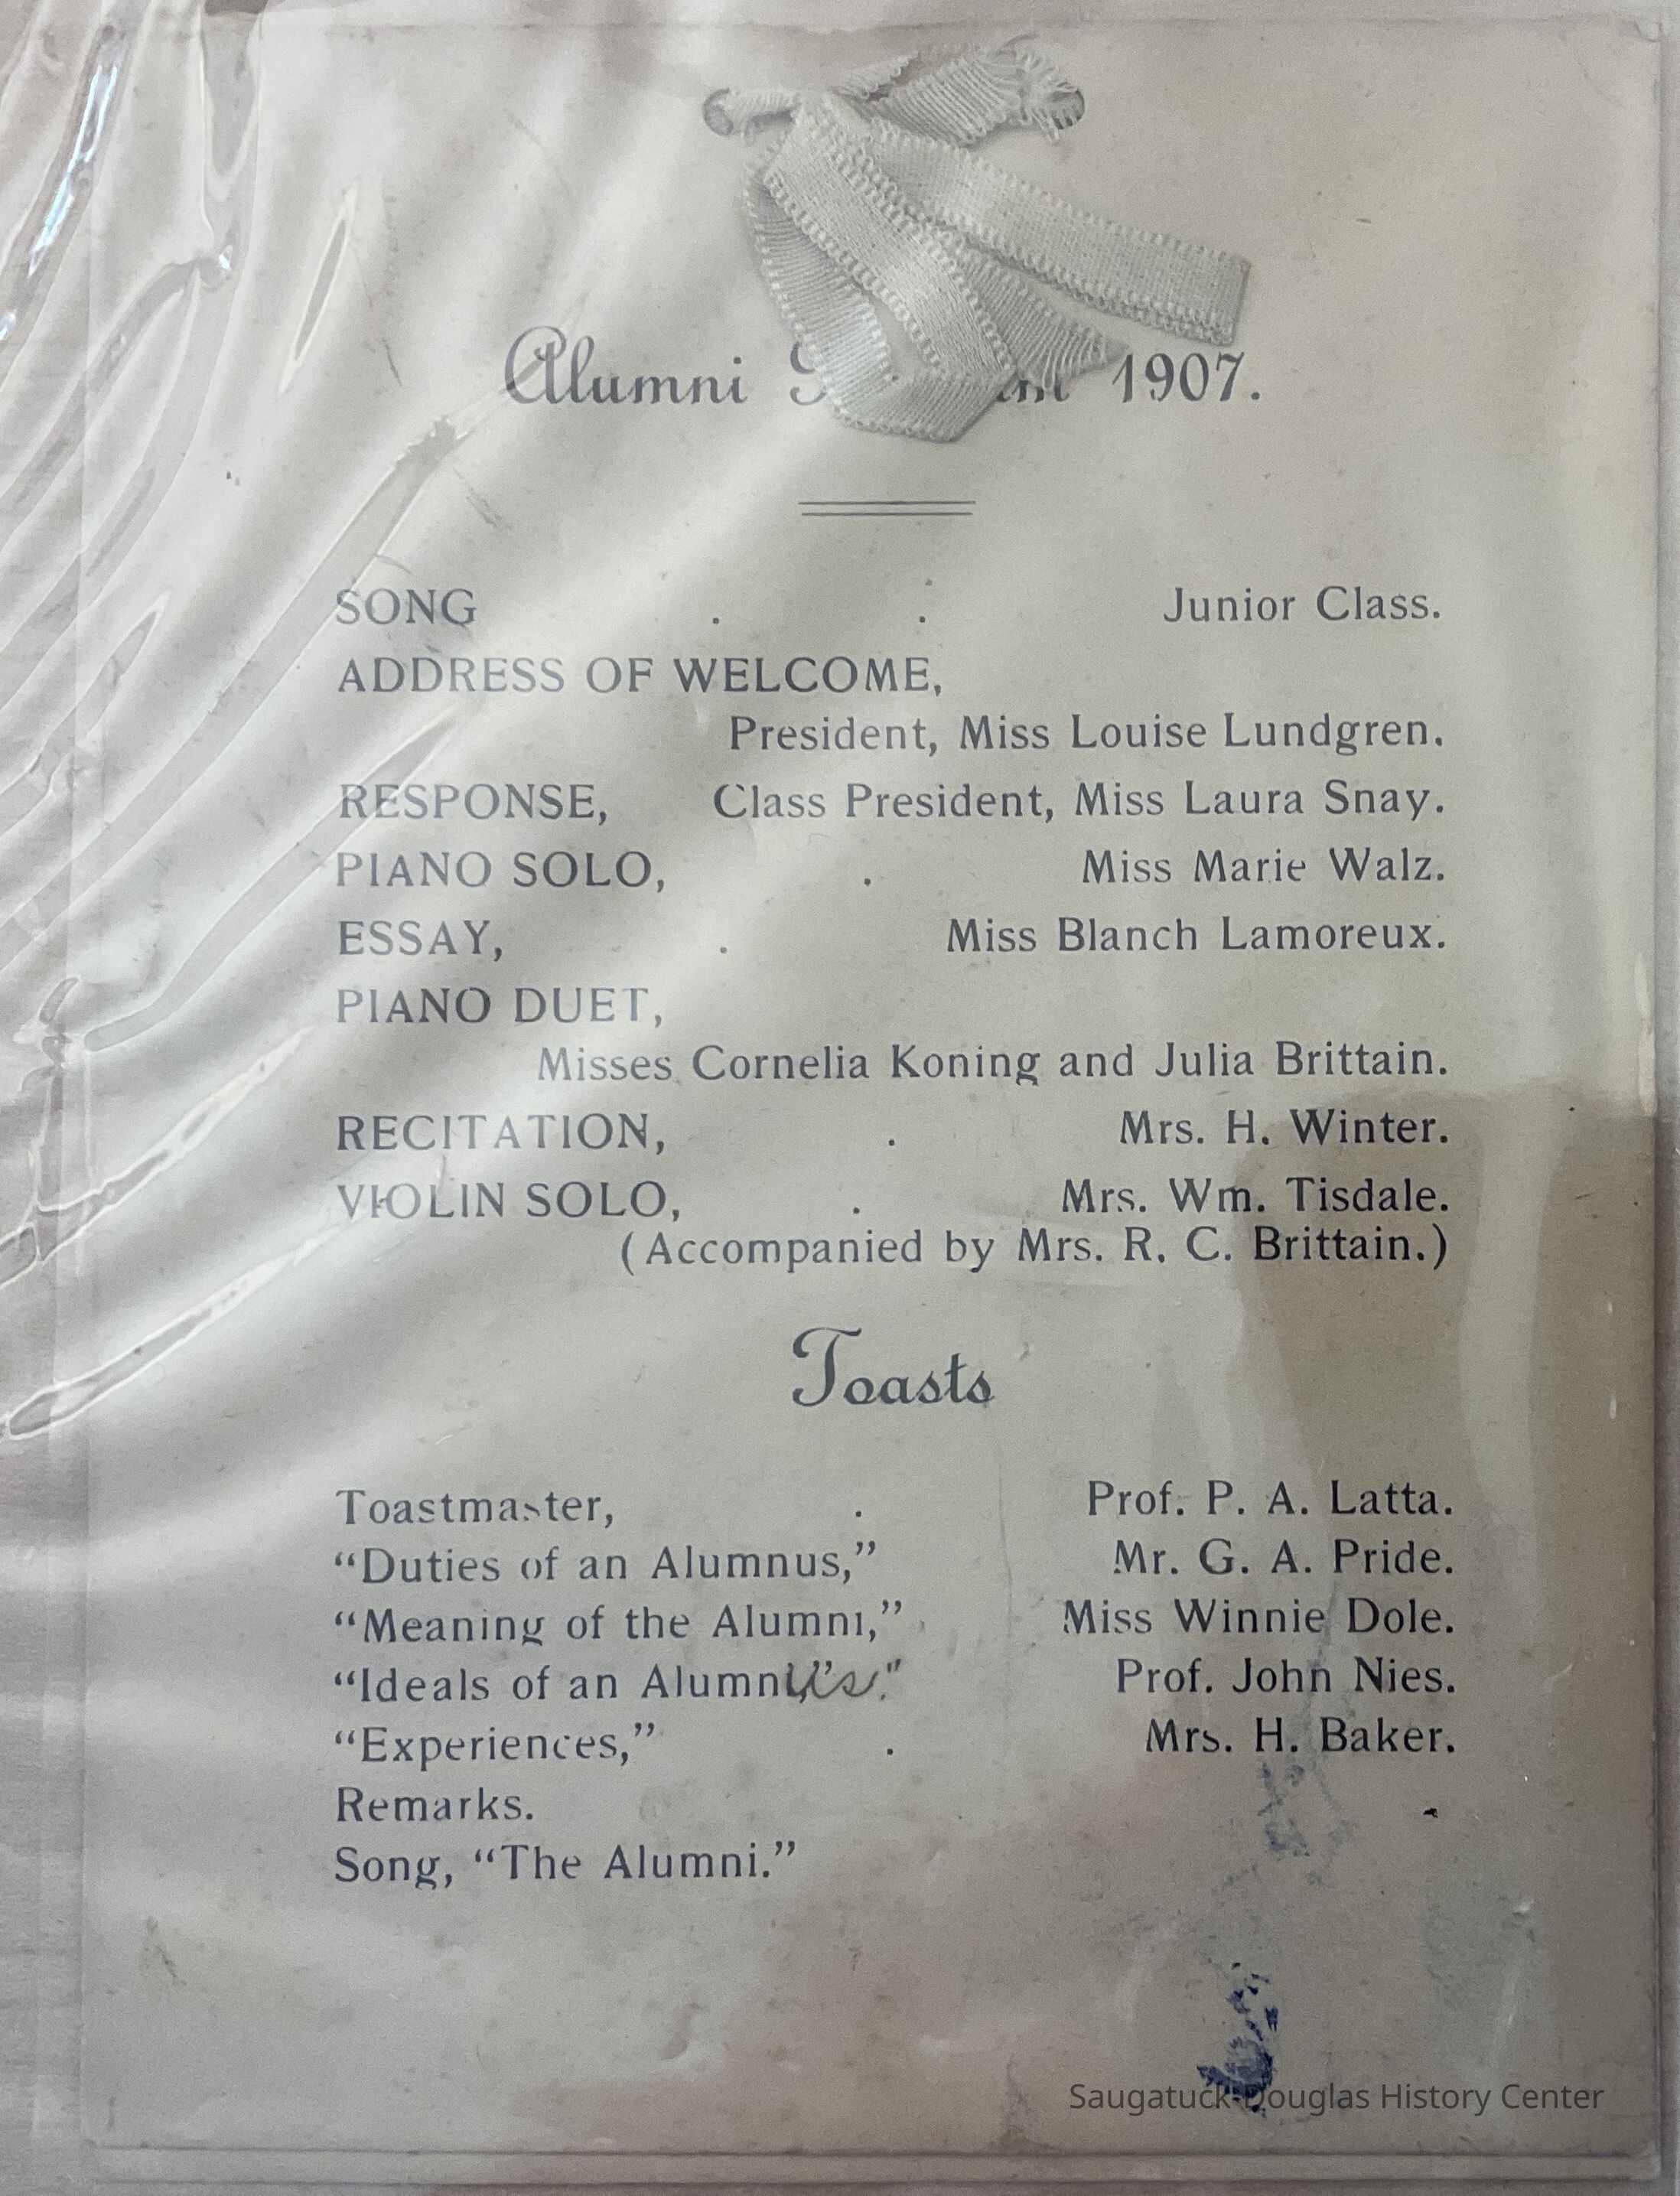 Alumni 1907.
SONG . . Junior Class.
ADDRESS OF WELCOME,
President, Miss Louise Lundgren.
RESPONSE, Class President, Miss Laura Snay.
PIANO SOLO, . Miss Marie Walz.
ESSAY, . Miss Blanch Lamoreux.
PIANO DUET,
Misses Cornelia Koning and Julia Brittain.
RECITATION, . Mrs. H. Winter.
VIOLIN SOLO, . Mrs. Wm. Tisdale.
(Accompanied by Mrs. R. C. Brittain.)
Toasts
Toastmaster, . Prof. P. A. Latta.
“Duties of an Alumnus,” Mr. G. A. Pride.
“Meaning of the Alumni,” Miss Winnie Dole.
“Ideals of an Alumnus." Prof. John Nies.
“Experiences,” . Mrs. H. Baker.
Remarks.
Song, “The Alumni.”
Saugatuck-Douglas History Center